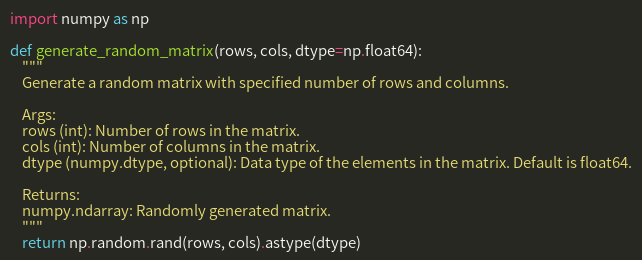 import numpy as np
def generate_random_matrix(rows, cols, dtype=np.float64):
"""
Generate a random matrix with specified number of rows and columns.
Args:
rows (int): Number of rows in the matrix.
cols (int): Number of columns in the matrix.
dtype (numpy.dtype, optional): Data type of the elements in the matrix. Default is float64.
Returns:
numpy.ndarray: Randomly generated matrix.
"""
return np.random.rand(rows, cols).astype(dtype)